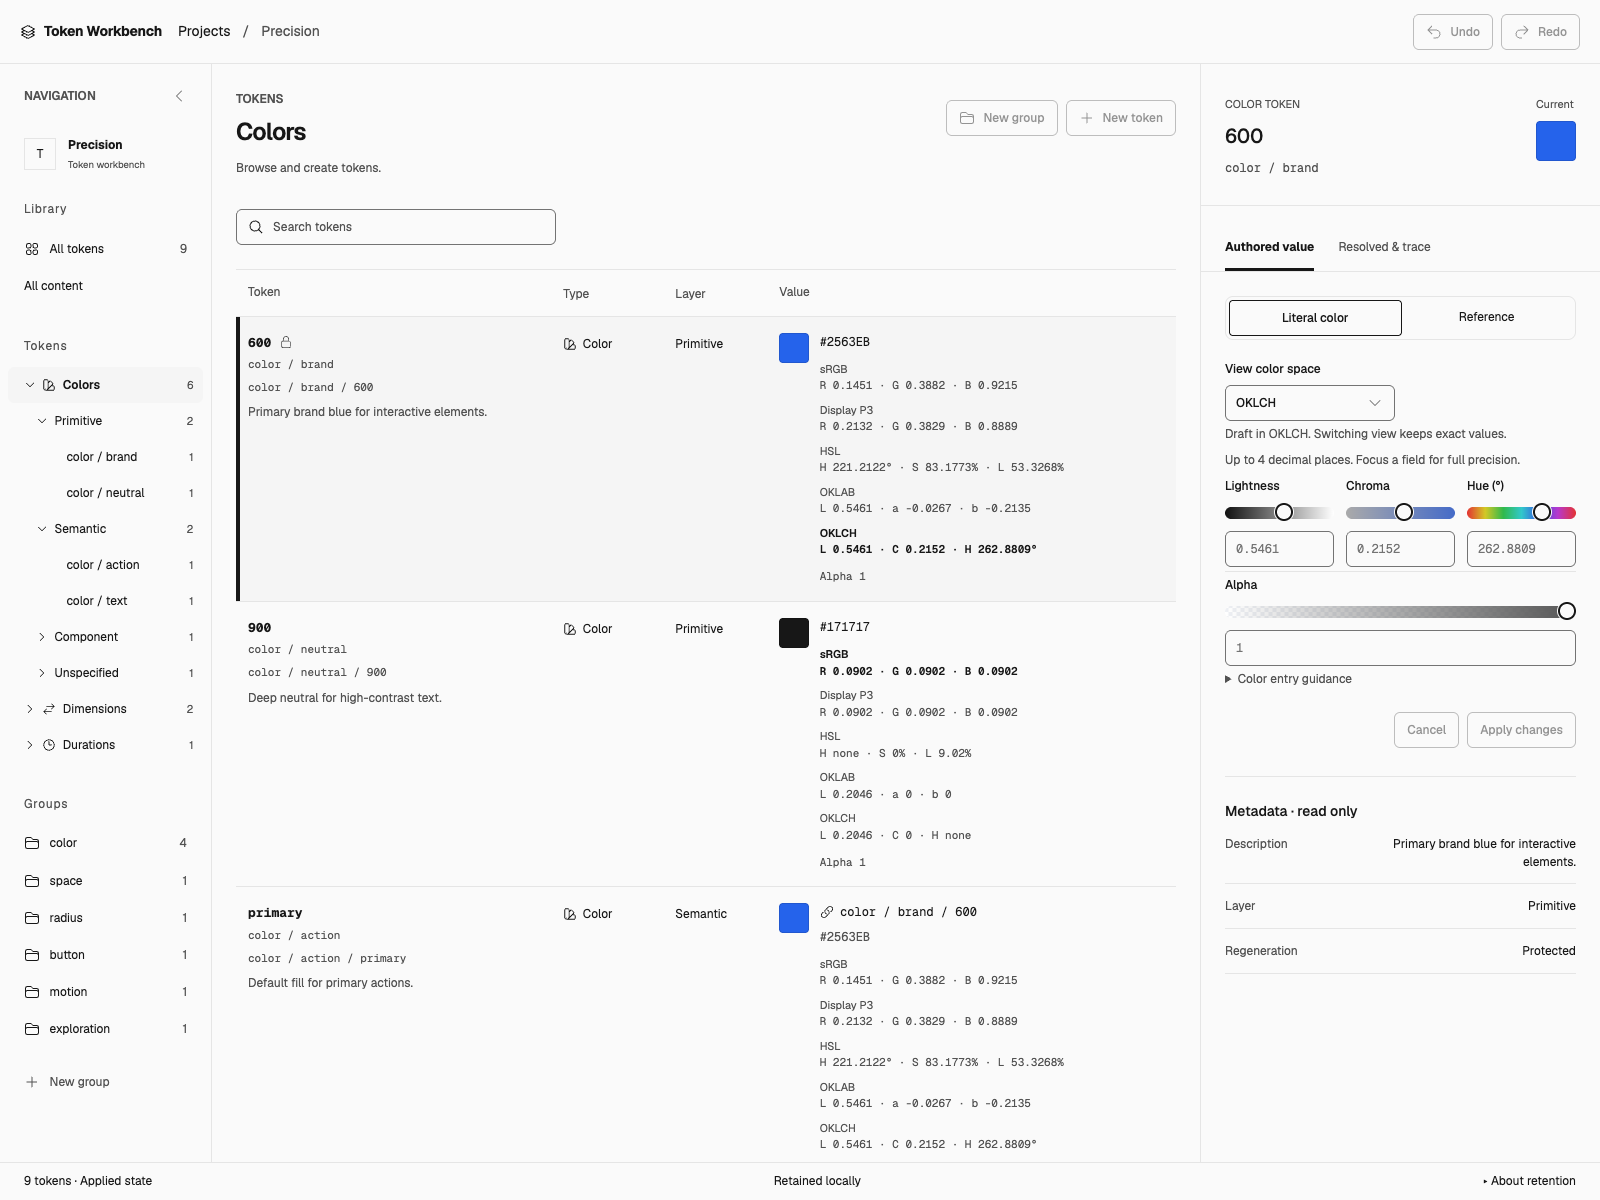 Token Workbench
Projects / Precision
Undo
Redo
NAVIGATION
T
Precision
Token workbench
Library
All tokens 9
All content
Tokens
Colors 6
Primitive 2
color / brand 1
color / neutral 1
Semantic 2
color / action 1
color / text 1
Component 1
Unspecified 1
Dimensions 2
Durations 1
Groups
color 4
space 1
radius 1
button 1
motion 1
exploration 1
New group
TOKENS
Colors
Browse and create tokens.
New group
New token
Search tokens
Token Type Layer Value
600 Color Primitive #2563EB
color / brand
color / brand / 600
Primary brand blue for interactive elements.
sRGB
R 0.1451 · G 0.3882 · B 0.9215
Display P3
R 0.2132 · G 0.3829 · B 0.8889
HSL
H 221.2122° · S 83.1773% · L 53.3268%
OKLAB
L 0.5461 · a -0.0267 · b -0.2135
OKLCH
L 0.5461 · C 0.2152 · H 262.8809°
Alpha 1
900 Color Primitive #171717
color / neutral
color / neutral / 900
Deep neutral for high-contrast text.
sRGB
R 0.0902 · G 0.0902 · B 0.0902
Display P3
R 0.0902 · G 0.0902 · B 0.0902
HSL
H none · S 0% · L 9.02%
OKLAB
L 0.2046 · a 0 · b 0
OKLCH
L 0.2046 · C 0 · H none
Alpha 1
primary Color Semantic color / brand / 600
color / action
color / action / primary
Default fill for primary actions.
#2563EB
sRGB
R 0.1451 · G 0.3882 · B 0.9215
Display P3
R 0.2132 · G 0.3829 · B 0.8889
HSL
H 221.2122° · S 83.1773% · L 53.3268%
OKLAB
L 0.5461 · a -0.0267 · b -0.2135
OKLCH
L 0.5461 · C 0.2152 · H 262.8809°
COLOR TOKEN
600
color / brand
Current
Authored value
Resolved & trace
Literal color
Reference
View color space
OKLCH
Draft in OKLCH. Switching view keeps exact values.
Up to 4 decimal places. Focus a field for full precision.
Lightness Chroma Hue (°)
0.5461 0.2152 262.8809
Alpha
1
Color entry guidance
Cancel
Apply changes
Metadata · read only
Description Primary brand blue for interactive
elements.
Layer Primitive
Regeneration Protected
9 tokens · Applied state
Retained locally
About retention